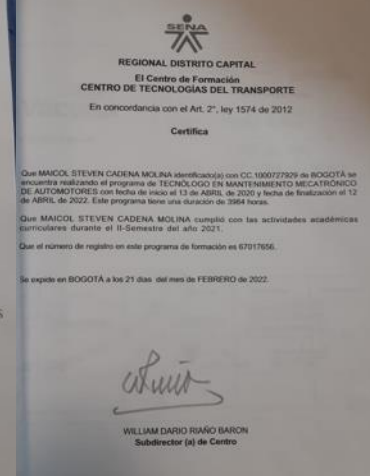 SENA
REGIONAL DISTRITO CAPITAL
El Centro de Formación
CENTRO DE TECNOLOGÍAS DEL TRANSPORTE
En concordancia con el Art. 2°, ley 1574 de 2012
Certifica
Que MAICOL STEVEN CADENA MOLINA identificado(a) con CC.1000727929 de BOGOTÁ se
encuentra realizando el programa de TECNÓLOGO EN MANTENIMIENTO MECATRÓNICO
DE AUTOMOTORES con fecha de inicio el 13 de ABRIL de 2020 y fecha de finalización el 12
de ABRIL de 2022. Este programa tiene una duración de 3984 horas.
Que MAICOL STEVEN CADENA MOLINA cumplió con las actividades académicas
curriculares durante el II-Semestre del año 2021.
Que el número de registro en este programa de formación es 67017656.
Se expide en BOGOTÁ a los 21 días del mes de FEBRERO de 2022.
WILLIAM DARIO RIAÑO BARON
Subdirector (a) de Centro